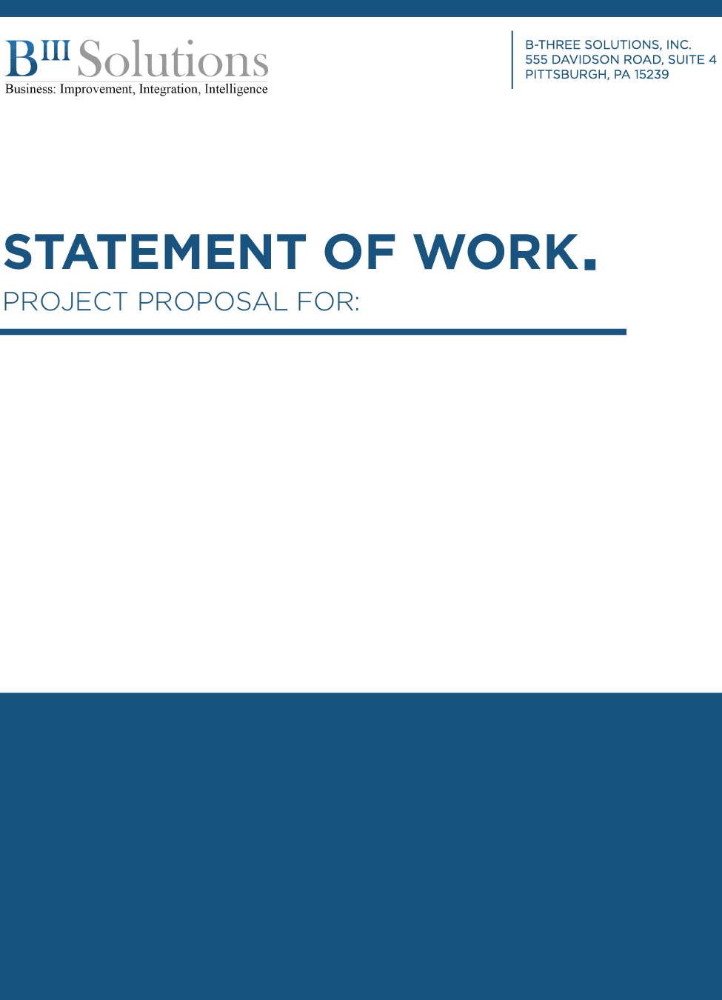 BIII Solutions
Business: Improvement, Integration, Intelligence
B-THREE SOLUTIONS, INC.
555 DAVIDSON ROAD, SUITE 4
PITTSBURGH, PA 15239
STATEMENT OF WORK.
PROJECT PROPOSAL FOR: